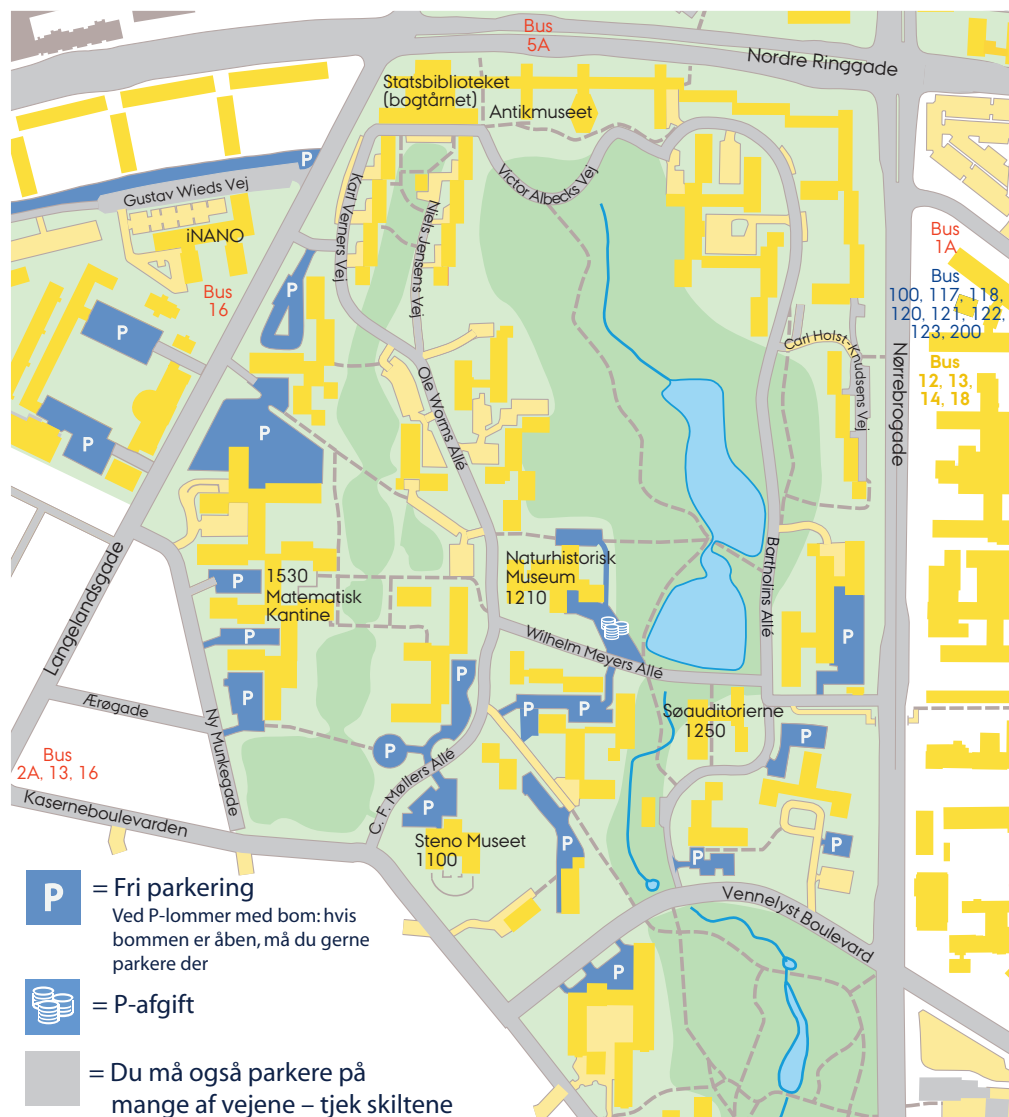 Bus
5A
Nordre Ringgade
Statsbiblioteket
(bogtårnet)
Antikmuseet
P
Gustav Wieds Vej
Karl Verners Vej
Niels Jensens Vej
Victor Albecks Vej
iNANO
Bus
16
P
P
Bus
1A
Bus
100, 117, 118,
120, 121, 122,
123, 200
Bus
12, 13,
14, 18
Carl Holst-Knudsens Vej
Nørrebrogade
Ole Worms Allé
P
P
Langelandsgade
Naturhistorisk
Museum
1210
Bartholins Allé
P
1530
Matematisk
Kantine
P
Wilhelm Meyers Allé
P
P
P
P
P
Ærøgade
Ny Munkegade
Søauditorierne
1250
P
P
Bus
2A, 13, 16
Kaserneboulevarden
C. F. Møllers Allé
P
P
P
P
Steno Museet
1100
Vennelyst Boulevard
P
P
= Fri parkering
Ved P-lommer med bom: hvis
bommen er åben, må du gerne
parkere der
= P-afgift
= Du må også parkere på
mange af vejene – tjek skiltene